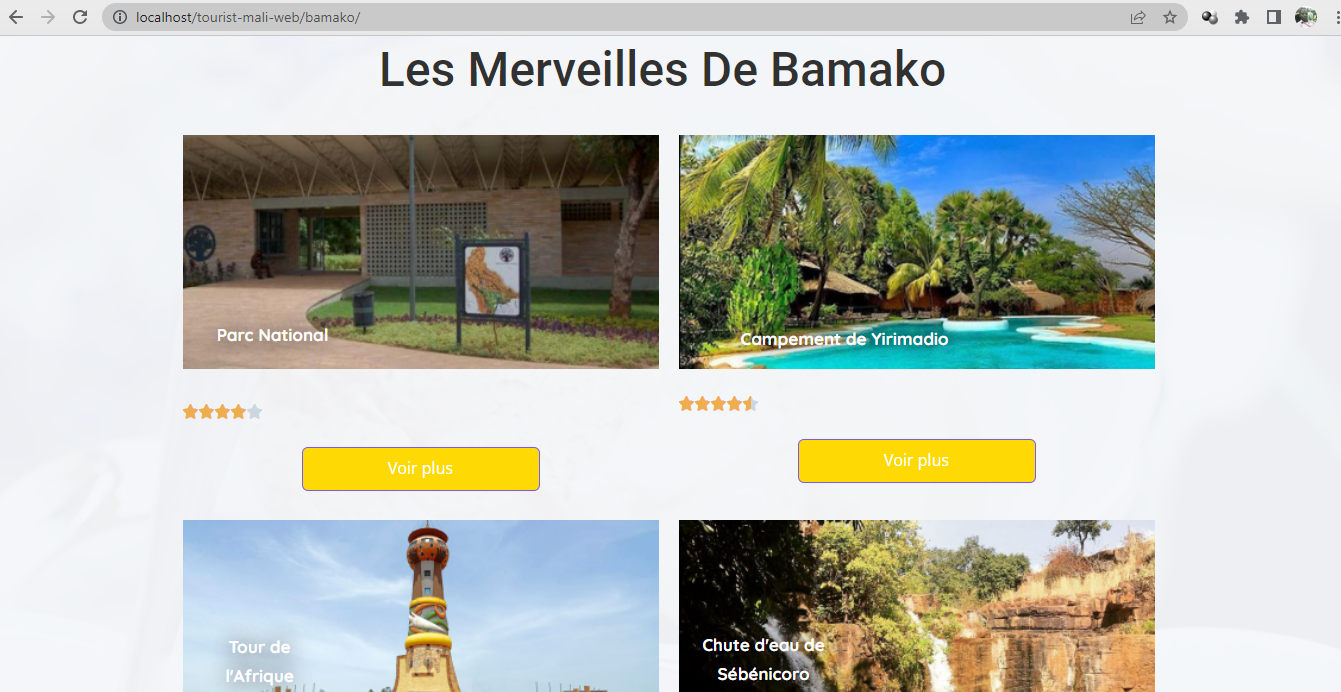 localhost/tourist-mali-web/bamako/
Les Merveilles De Bamako
Parc National
Campement de Yirimadio
Voir plus
Voir plus
Tour de
l'Afrique
Chute d'eau de
Sébénicoro